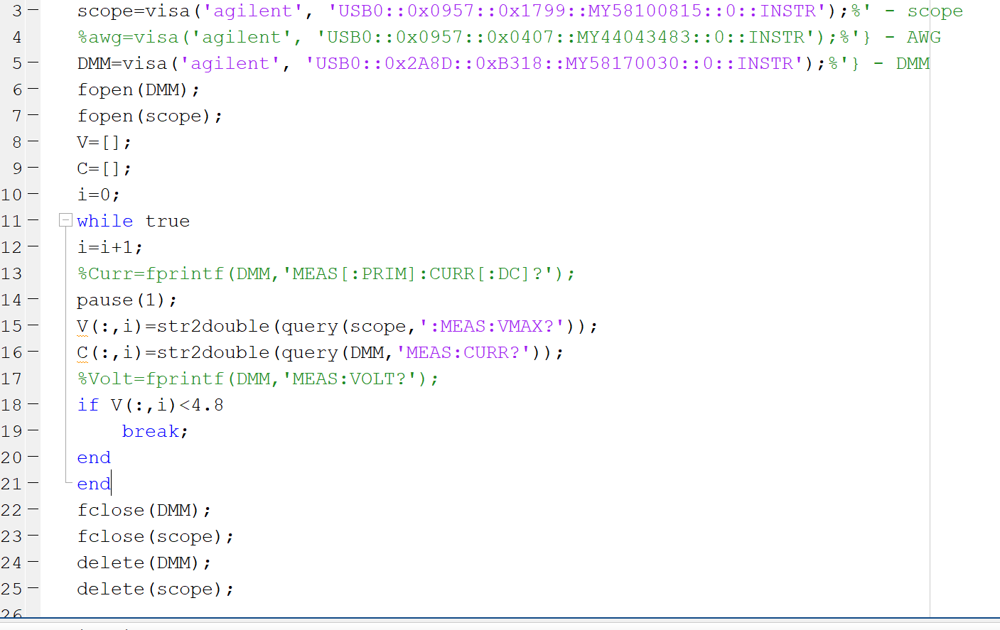 3 scope=visa('agilent', 'USB0::0x0957::0x1799::MY58100815::0::INSTR');%' - scope
4 %awg=visa('agilent', 'USB0::0x0957::0x0407::MY44043483::0::INSTR');%'} - AWG
5 DMM=visa('agilent', 'USB0::0x2A8D::0xB318::MY58170030::0::INSTR');%'} - DMM
6 fopen(DMM);
7 fopen(scope);
8 V=[];
9 C=[];
10 i=0;
11 while true
12 i=i+1;
13 %Curr=fprintf(DMM,'MEAS[:PRIM]:CURR[:DC]?');
14 pause(1);
15 V(:,i)=str2double(query(scope,':MEAS:VMAX?'));
16 C(:,i)=str2double(query(DMM,'MEAS:CURR?'));
17 %Volt=fprintf(DMM,'MEAS:VOLT?');
18 if V(:,i)<4.8
19 break;
20 end
21 end
22 fclose(DMM);
23 fclose(scope);
24 delete(DMM);
25 delete(scope);
26